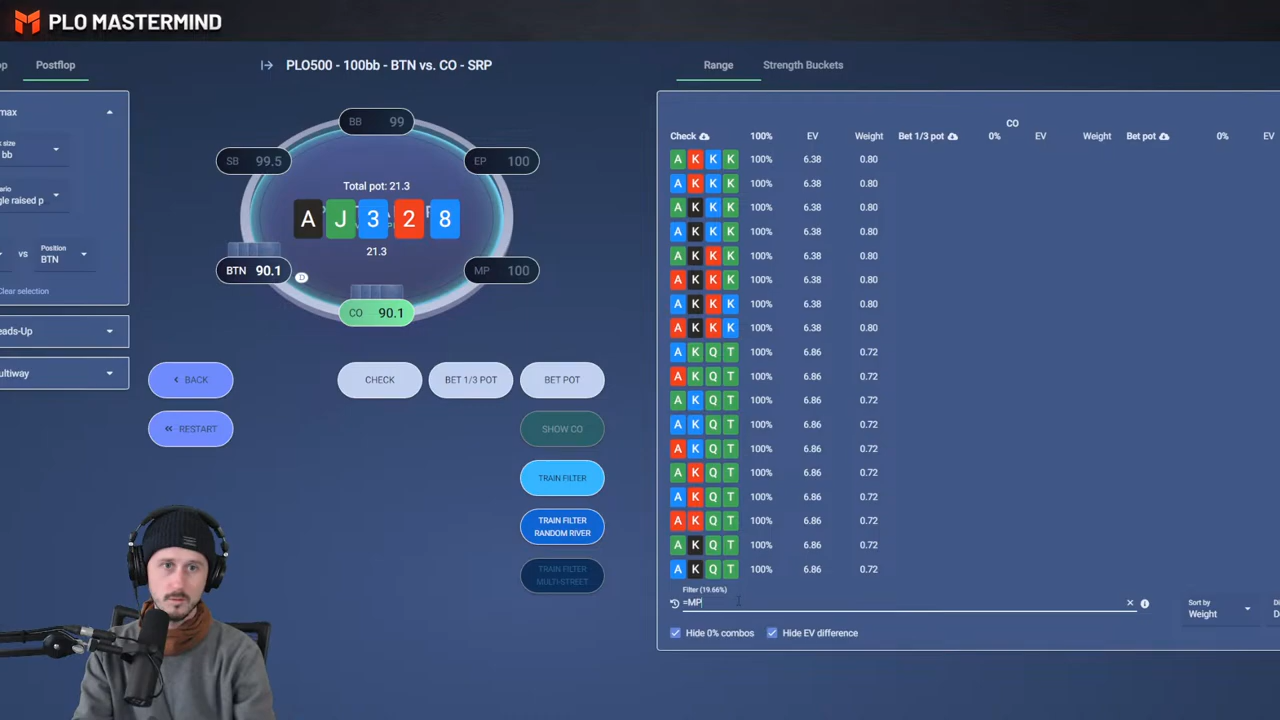 PLO MASTERMIND
op
Postflop
PLO500 - 100bb - BTN vs. CO - SRP
Range
Strength Buckets
max
k size
bb
ario
gle raised p
vs
Position
BTN
Clear selection
eads-Up
ultiway
BB 99
SB 99.5
EP 100
Total pot: 21.3
A J 3 2 8
21.3
BTN 90.1
D
MP 100
CO 90.1
BACK
RESTART
CHECK
BET 1/3 POT
BET POT
SHOW CO
TRAIN FILTER
TRAIN FILTER
RANDOM RIVER
TRAIN FILTER
MULTI-STREET
CO
Check 100% EV Weight Bet 1/3 pot 0% EV Weight Bet pot 0% EV
A K K K 100% 6.38 0.80
A K K K 100% 6.38 0.80
A K K K 100% 6.38 0.80
A K K K 100% 6.38 0.80
A K K K 100% 6.38 0.80
A K K K 100% 6.38 0.80
A K K K 100% 6.38 0.80
A K K K 100% 6.38 0.80
A K Q T 100% 6.86 0.72
A K Q T 100% 6.86 0.72
A K Q T 100% 6.86 0.72
A K Q T 100% 6.86 0.72
A K Q T 100% 6.86 0.72
A K Q T 100% 6.86 0.72
A K Q T 100% 6.86 0.72
A K Q T 100% 6.86 0.72
A K Q T 100% 6.86 0.72
A K Q T 100% 6.86 0.72
Filter (19.66%)
=MP
Sort by
Weight
Di
D
Hide 0% combos
Hide EV difference